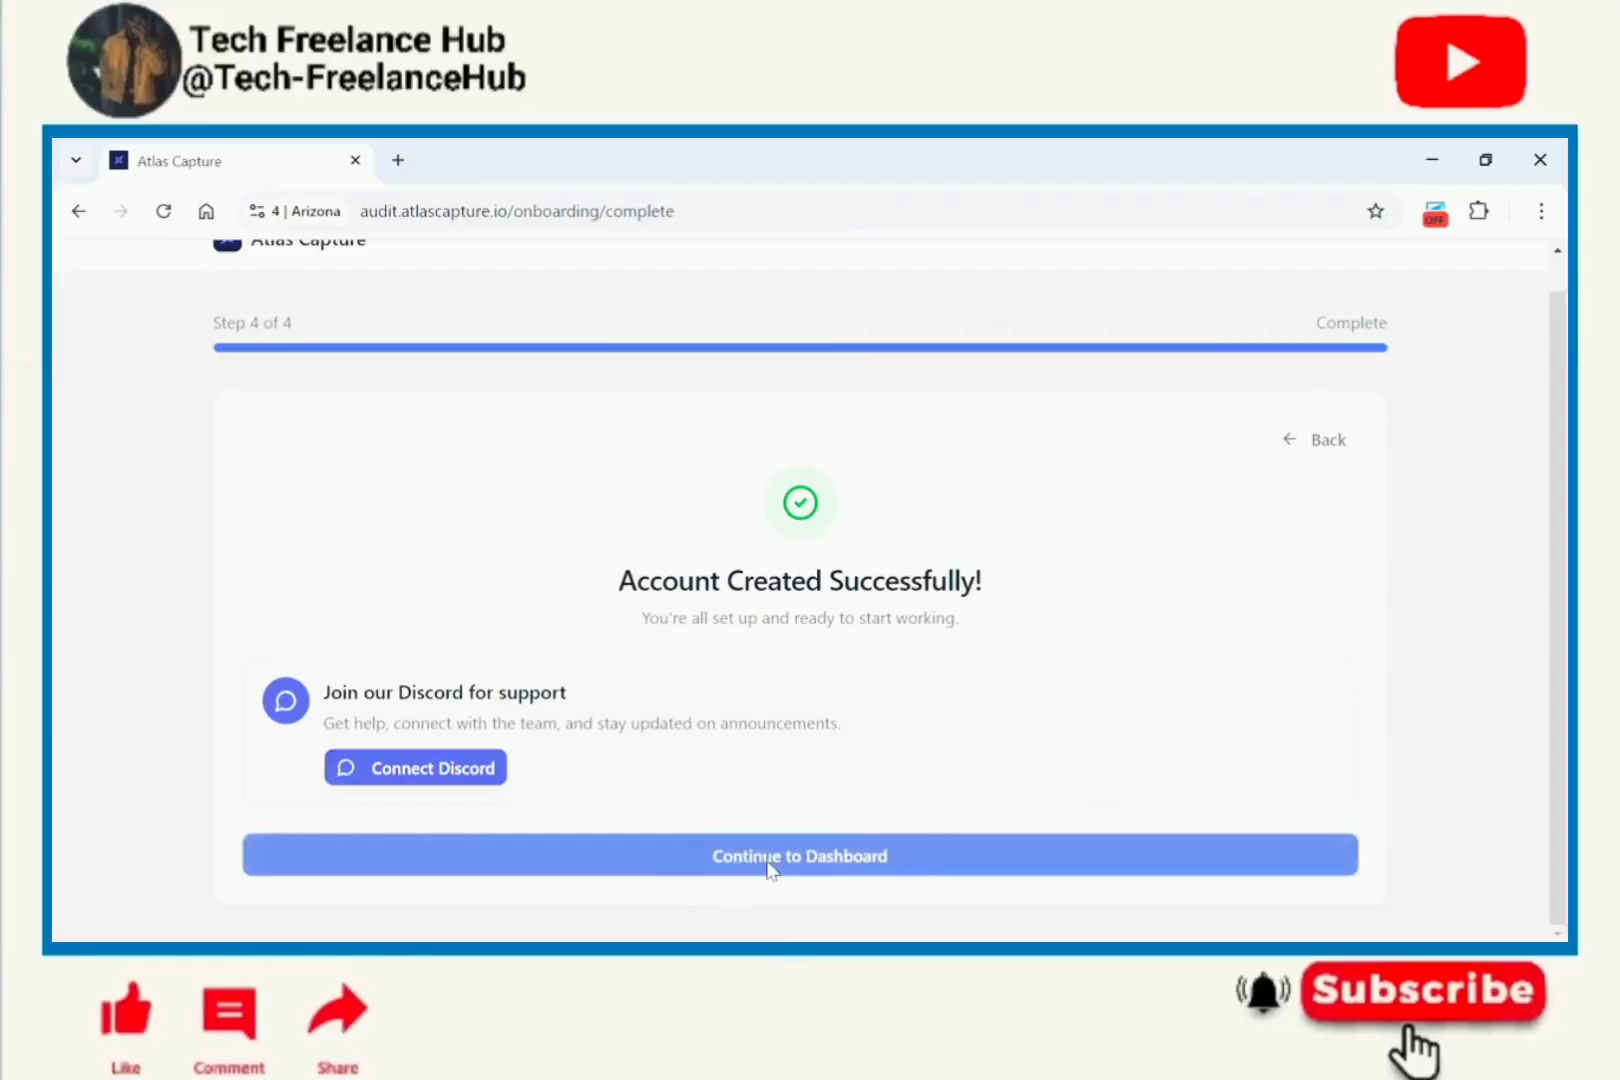 Tech Freelance Hub
@Tech-FreelanceHub
Atlas Capture
4 | Arizona
audit.atlascapture.io/onboarding/complete
OFF
Atlas Capture
Step 4 of 4
Complete
Back
Account Created Successfully!
You're all set up and ready to start working.
Join our Discord for support
Get help, connect with the team, and stay updated on announcements.
Connect Discord
Continue to Dashboard
Subscribe
Like
Comment
Share